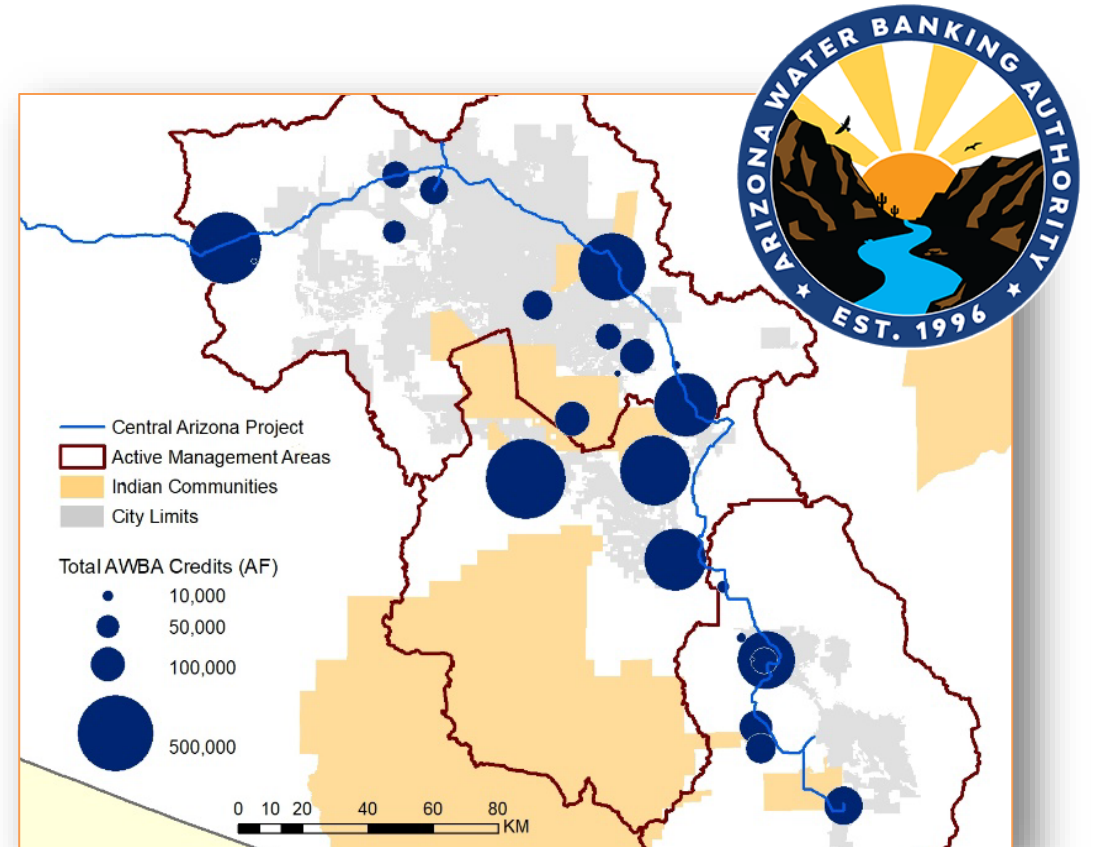 ARIZONA WATER BANKING AUTHORITY
EST. 1996
Central Arizona Project
Active Management Areas
Indian Communities
City Limits
Total AWBA Credits (AF)
10,000
50,000
100,000
500,000
0 10 20 40 60 80
KM